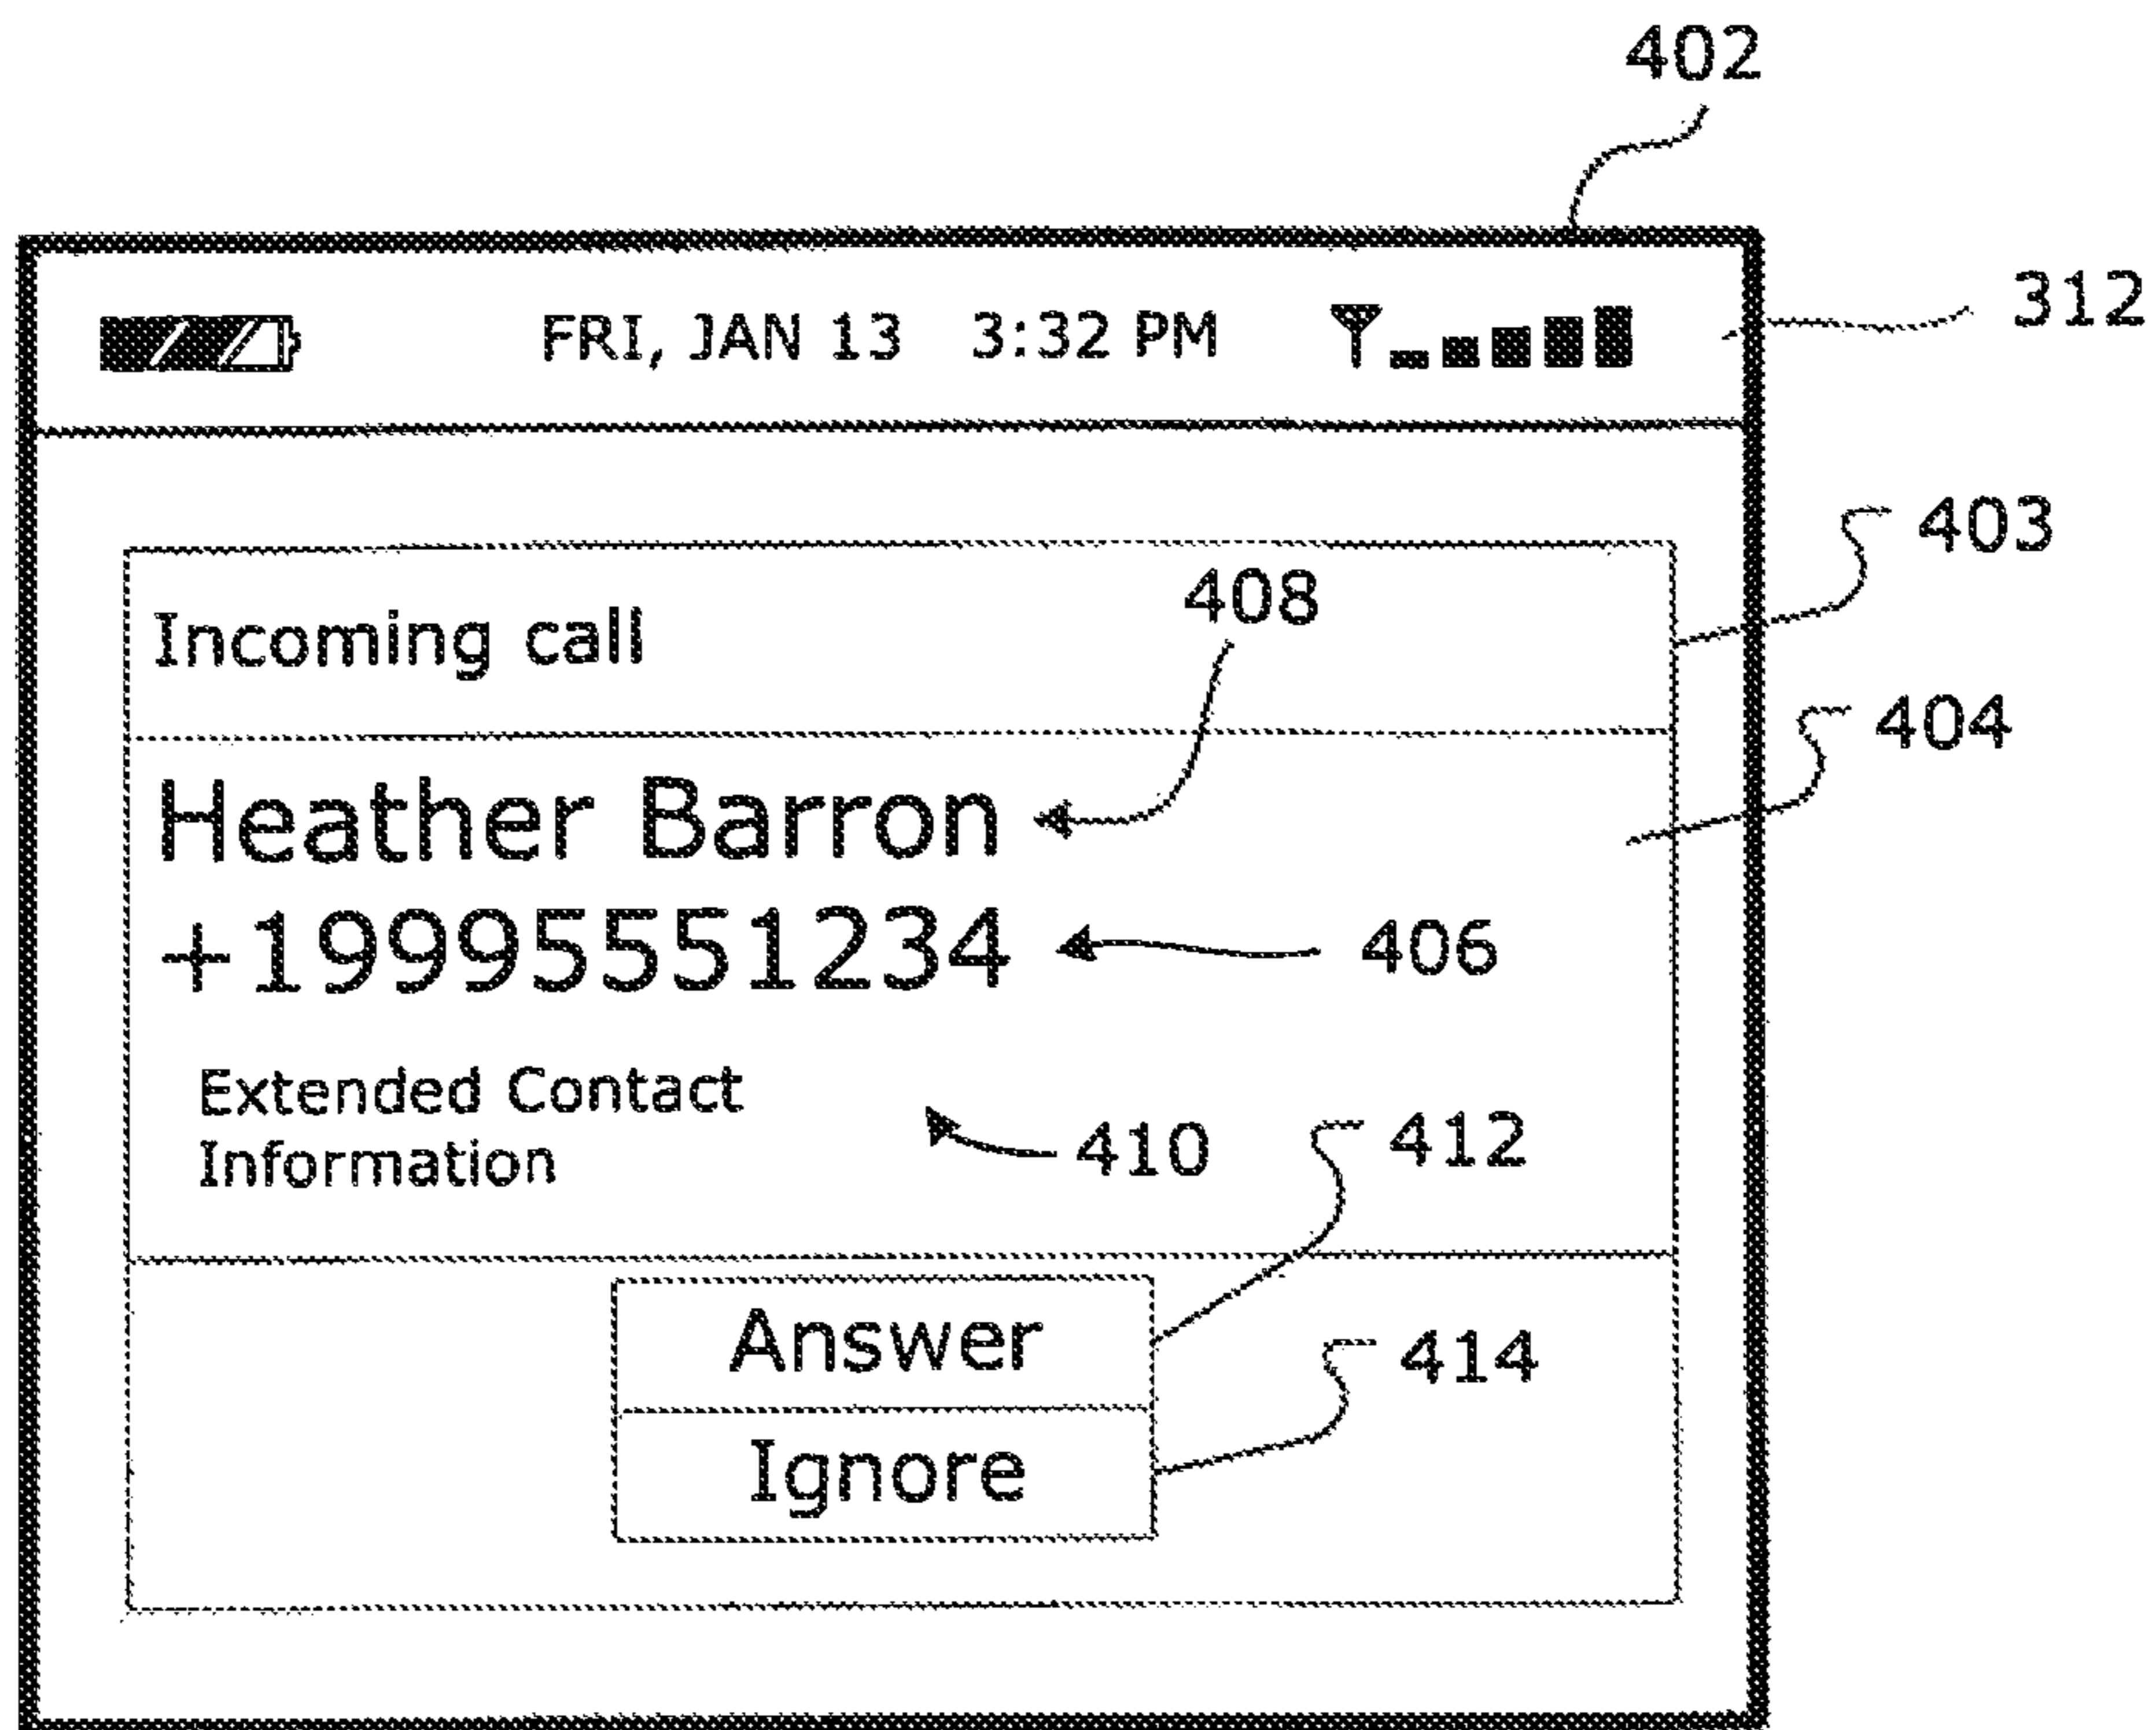 402
FRI, JAN 13 3:32 PM
312
403
Incoming call
408
404
Heather Barron
+19995551234
406
Extended Contact
Information
410
412
Answer
414
Ignore